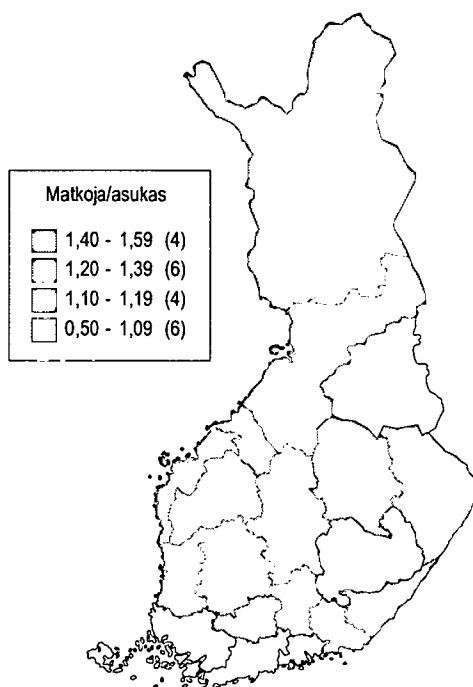 Matkoja/asukas
1,40 - 1,59 (4)
1,20 - 1,39 (6)
1,10 - 1,19 (4)
0,50 - 1,09 (6)